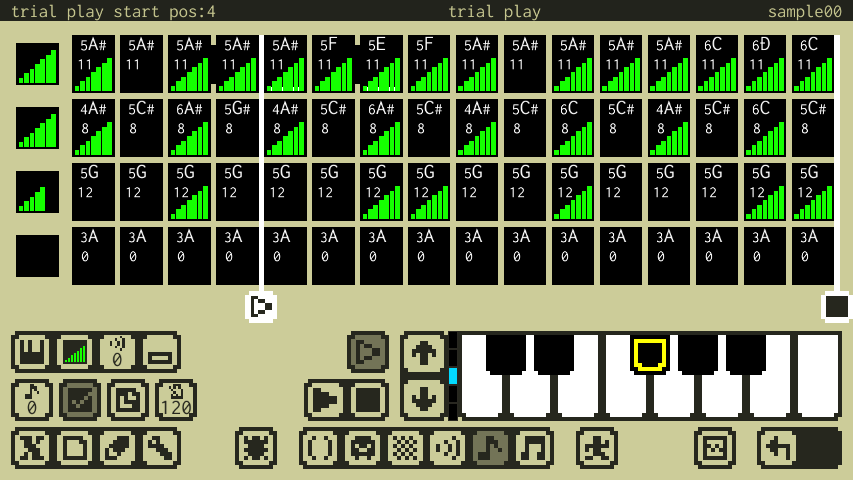 trial play start pos:4 trial play sample00
5A# 5A# 5A# 5A# 5A# 5F 5E 5F 5A# 5A# 5A# 5A# 5A# 6C 6D 6C
11 11 11 11 11 11 11 11 11 11 11 11 11 11 11 11
4A# 5C# 6A# 5G# 4A# 5C# 6A# 5C# 4A# 5C# 6C 5C# 4A# 5C# 6C 5C#
8 8 8 8 8 8 8 8 8 8 8 8 8 8 8 8
5G 5G 5G 5G 5G 5G 5G 5G 5G 5G 5G 5G 5G 5G 5G 5G
12 12 12 12 12 12 12 12 12 12 12 12 12 12 12 12
3A 3A 3A 3A 3A 3A 3A 3A 3A 3A 3A 3A 3A 3A 3A 3A
0 0 0 0 0 0 0 0 0 0 0 0 0 0 0 0
0
0 120